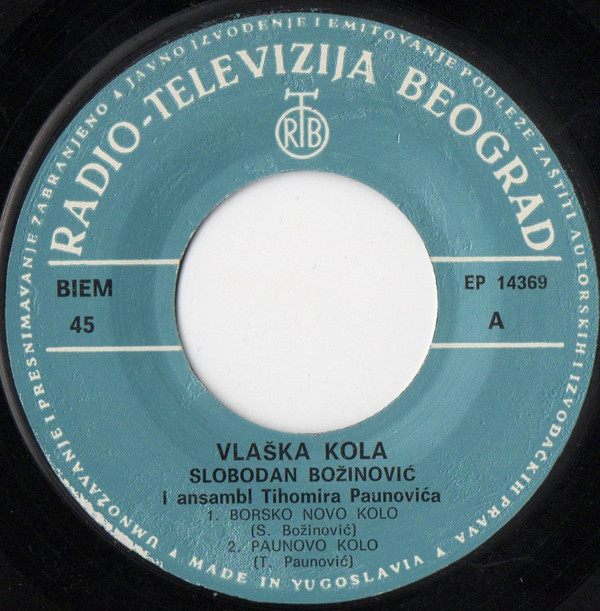 UMNOŽAVANJE I PRESNIMAVANJE ZABRANJENO ▲ JAVNO IZVOĐENJE I EMITOVANJE PODLEŽE ZAŠTITI AUTORSKIH I IZVOĐAČKIH PRAVA ▲ MADE IN YUGOSLAVIA ▲
RADIO-TELEVIZIJA BEOGRAD
RTB
BIEM
45
EP 14369
A
VLAŠKA KOLA
SLOBODAN BOŽINOVIĆ
i ansambl Tihomira Paunovića
1. BORSKO NOVO KOLO
(S. Božinović)
2. PAUNOVO KOLO
(T. Paunović)